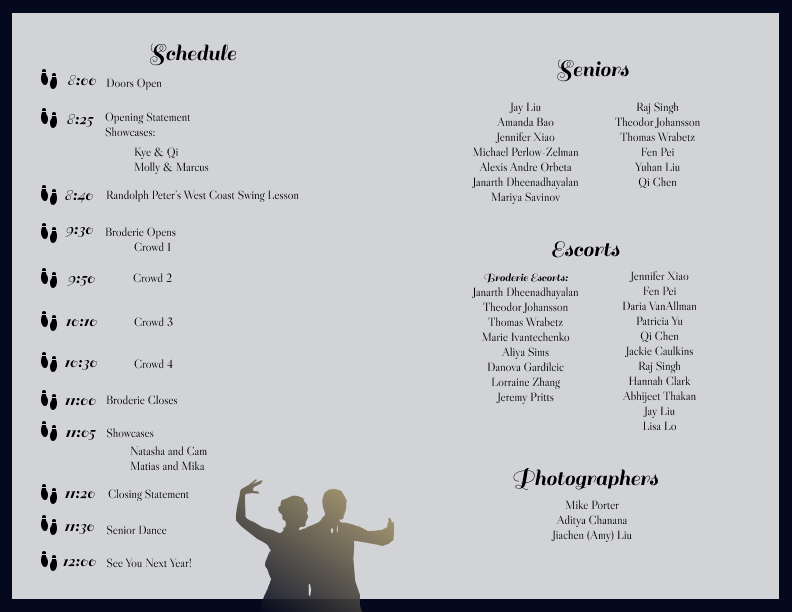 Schedule
8:00 Doors Open
8:25 Opening Statement
Showcases:
Kye & Qi
Molly & Marcus
8:40 Randolph Peter's West Coast Swing Lesson
9:30 Broderie Opens
Crowd 1
9:50 Crowd 2
10:10 Crowd 3
10:30 Crowd 4
11:00 Broderie Closes
11:05 Showcases
Natasha and Cam
Matias and Mika
11:20 Closing Statement
11:30 Senior Dance
12:00 See You Next Year!
Seniors
Jay Liu
Amanda Bao
Jennifer Xiao
Michael Perlow-Zelman
Alexis Andre Orbeta
Janarth Dheenadhayalan
Mariya Savinov
Raj Singh
Theodor Johansson
Thomas Wrabetz
Fen Pei
Yuhan Liu
Qi Chen
Escorts
Broderie Escorts:
Janarth Dheenadhayalan
Theodor Johansson
Thomas Wrabetz
Marie Ivantechenko
Aliya Sims
Danova Gardilcic
Lorraine Zhang
Jeremy Pritts
Jennifer Xiao
Fen Pei
Daria VanAllman
Patricia Yu
Qi Chen
Jackie Caulkins
Raj Singh
Hannah Clark
Abhijeet Thakan
Jay Liu
Lisa Lo
Photographers
Mike Porter
Aditya Chanana
Jiachen (Amy) Liu